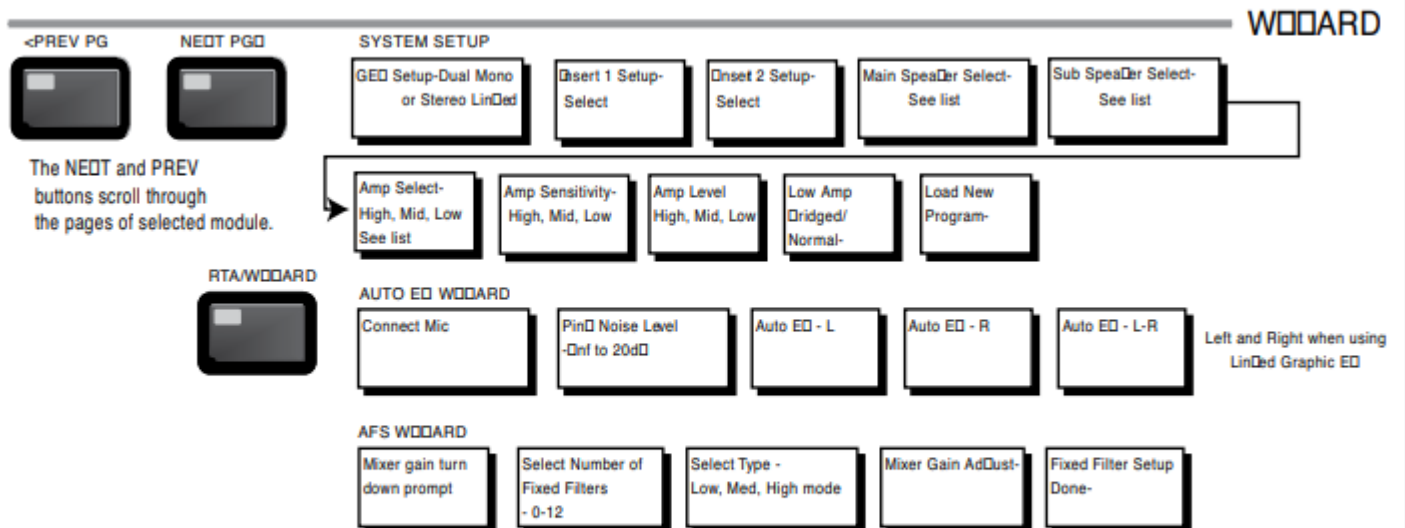 W□□ARD
<PREV PG
NE□T PG□
SYSTEM SETUP
GE□ Setup-Dual Mono
or Stereo Lin□ed
□nsert 1 Setup-
Select
□nset 2 Setup-
Select
Main Spea□er Select-
See list
Sub Spea□er Select-
See list
The NE□T and PREV
buttons scroll through
the pages of selected module.
Amp Select-
High, Mid, Low
See list
Amp Sensitivity-
High, Mid, Low
Amp Level
High, Mid, Low
Low Amp
□ridged/
Normal-
Load New
Program-
RTA/W□□ARD
AUTO E□ W□□ARD
Connect Mic
Pin□ Noise Level
-□nf to 20d□
Auto E□ - L
Auto E□ - R
Auto E□ - L-R
Left and Right when using
Lin□ed Graphic E□
AFS W□□ARD
Mixer gain turn
down prompt
Select Number of
Fixed Filters
- 0-12
Select Type -
Low, Med, High mode
Mixer Gain Ad□ust-
Fixed Filter Setup
Done-